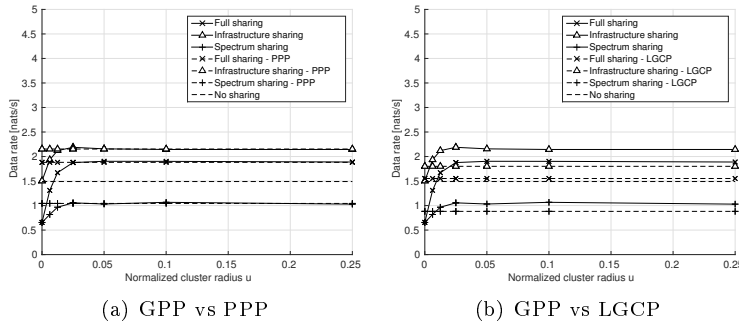 5
4.5
4
3.5
3
2.5
2
1.5
1
0.5
0
Data rate [nats/s]
Full sharing
Infrastructure sharing
Spectrum sharing
Full sharing - PPP
Infrastructure sharing - PPP
Spectrum sharing - PPP
No sharing
0 0.05 0.1 0.15 0.2 0.25
Normalized cluster radius u
(a) GPP vs PPP
5
4.5
4
3.5
3
2.5
2
1.5
1
0.5
0
Data rate [nats/s]
Full sharing
Infrastructure sharing
Spectrum sharing
Full sharing - LGCP
Infrastructure sharing - LGCP
Spectrum sharing - LGCP
No sharing
0 0.05 0.1 0.15 0.2 0.25
Normalized cluster radius u
(b) GPP vs LGCP